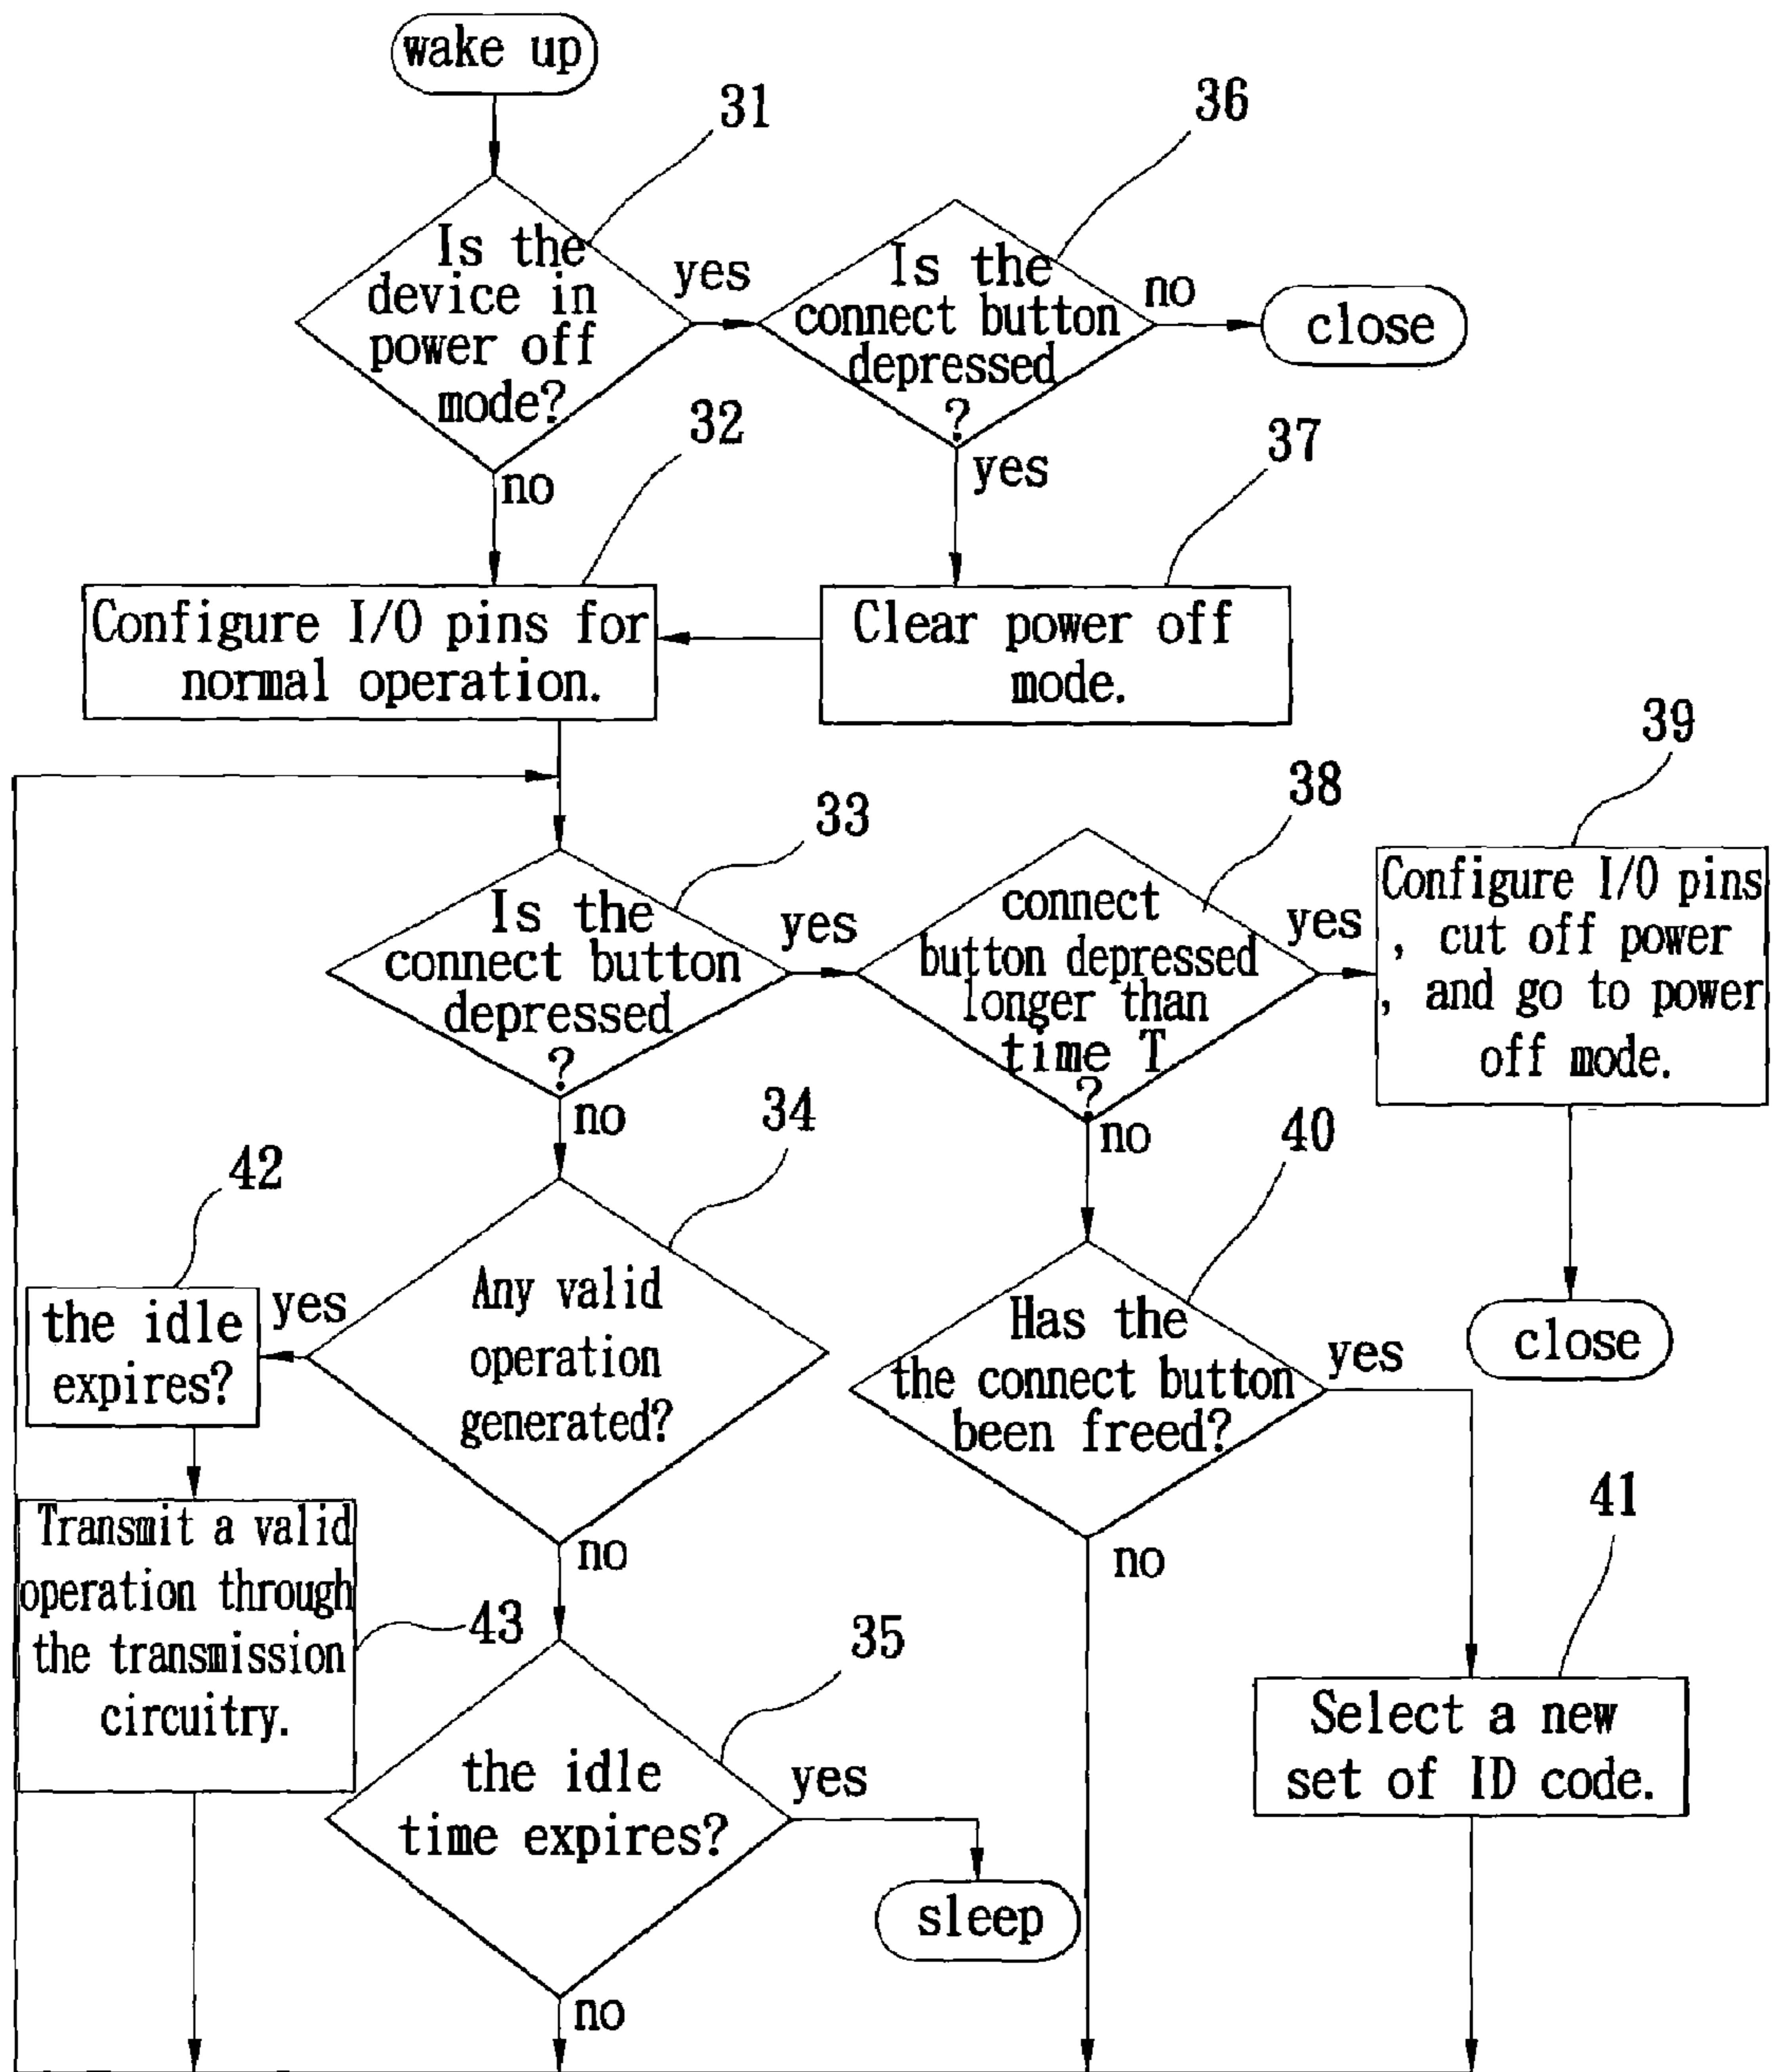 wake up
31
Is the
device in
power off
mode?
yes
no
36
Is the
connect button
depressed
?
no
yes
close
32
Configure I/O pins for
normal operation.
37
Clear power off
mode.
33
Is the
connect button
depressed
?
yes
no
38
connect
button depressed
longer than
time T
?
yes
no
39
Configure I/O pins
, cut off power
, and go to power
off mode.
close
34
Any valid
operation
generated?
yes
no
42
the idle
expires?
40
Has the
the connect button
been freed?
yes
no
43
Transmit a valid
operation through
the transmission
circuitry.
35
the idle
time expires?
yes
no
sleep
41
Select a new
set of ID code.